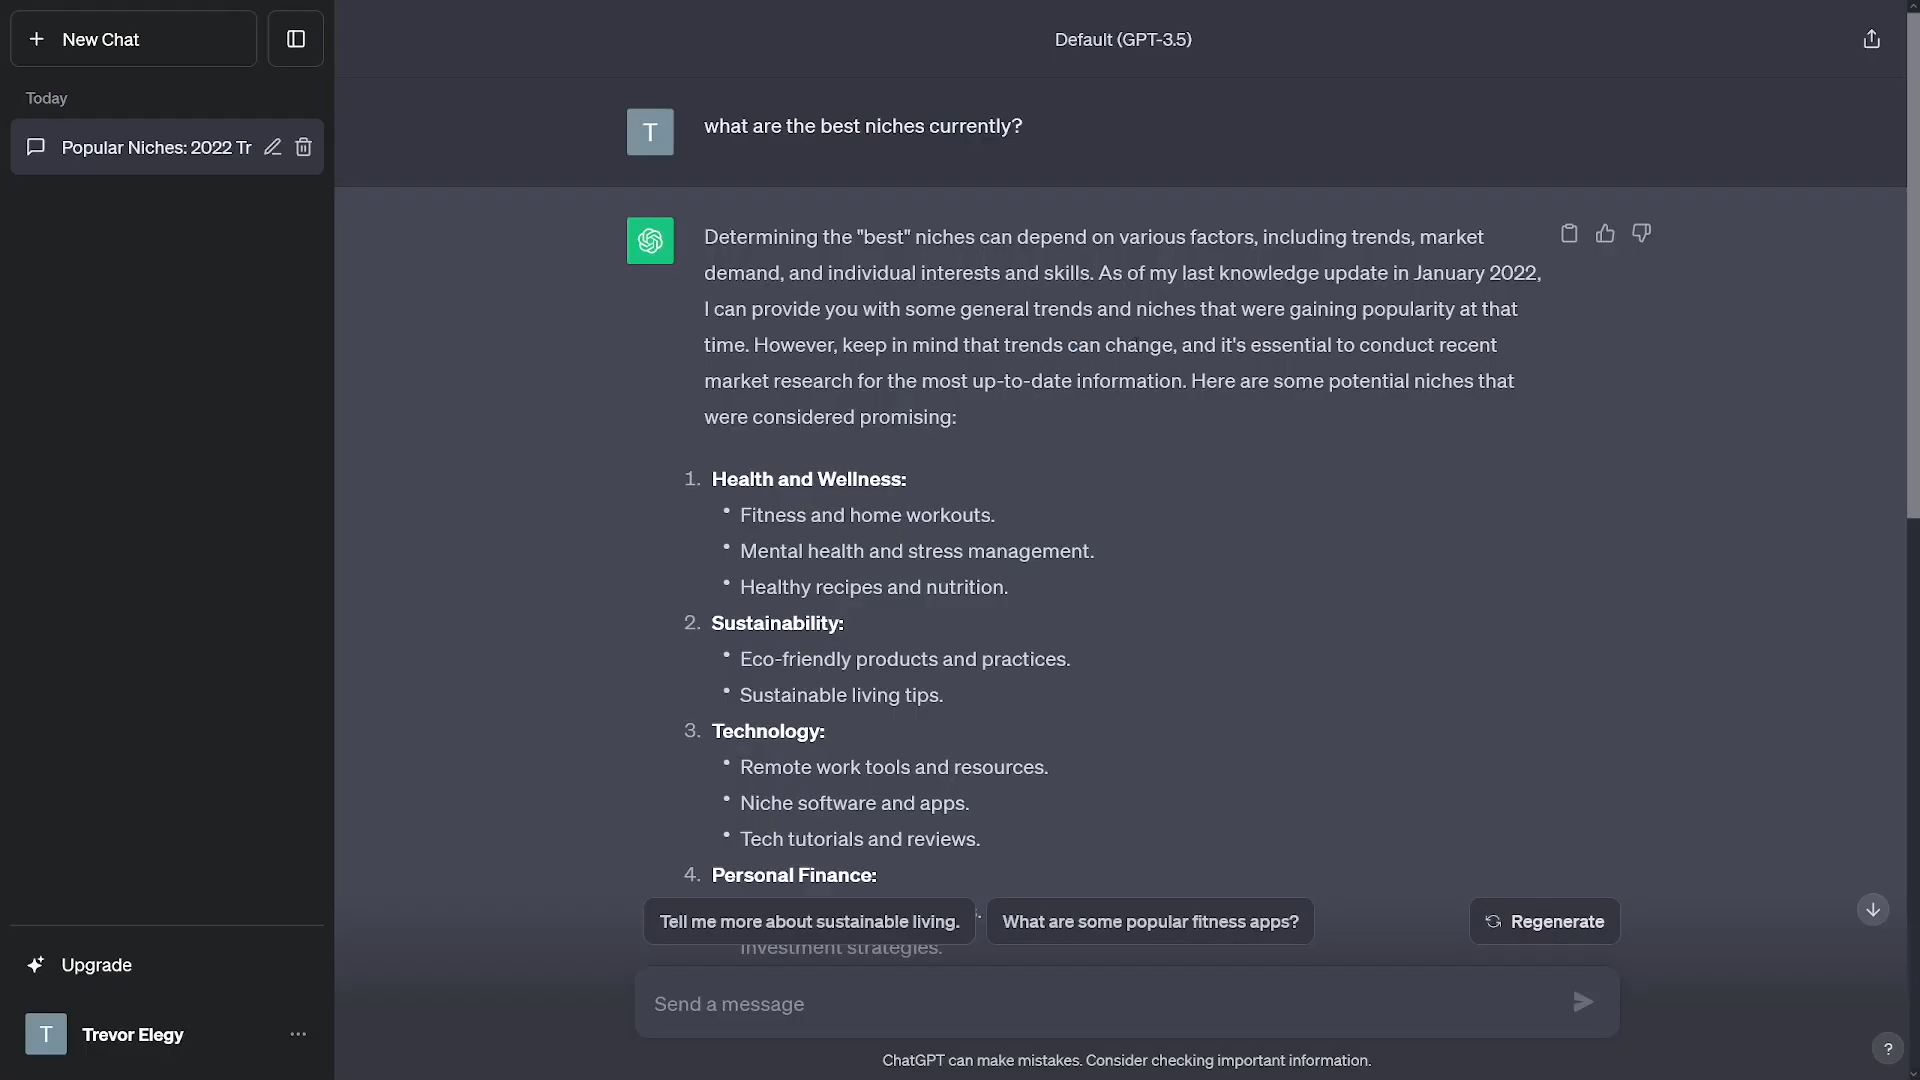 New Chat
Today
Popular Niches: 2022 Tr
Upgrade
T
Trevor Elegy
Default (GPT-3.5)
T
what are the best niches currently?
Determining the "best" niches can depend on various factors, including trends, market
demand, and individual interests and skills. As of my last knowledge update in January 2022,
I can provide you with some general trends and niches that were gaining popularity at that
time. However, keep in mind that trends can change, and it's essential to conduct recent
market research for the most up-to-date information. Here are some potential niches that
were considered promising:
1. Health and Wellness:
• Fitness and home workouts.
• Mental health and stress management.
• Healthy recipes and nutrition.
2. Sustainability:
• Eco-friendly products and practices.
• Sustainable living tips.
3. Technology:
• Remote work tools and resources.
• Niche software and apps.
• Tech tutorials and reviews.
4. Personal Finance:
Tell me more about sustainable living.
What are some popular fitness apps?
Regenerate
Investment strategies.
Send a message
ChatGPT can make mistakes. Consider checking important information.
?